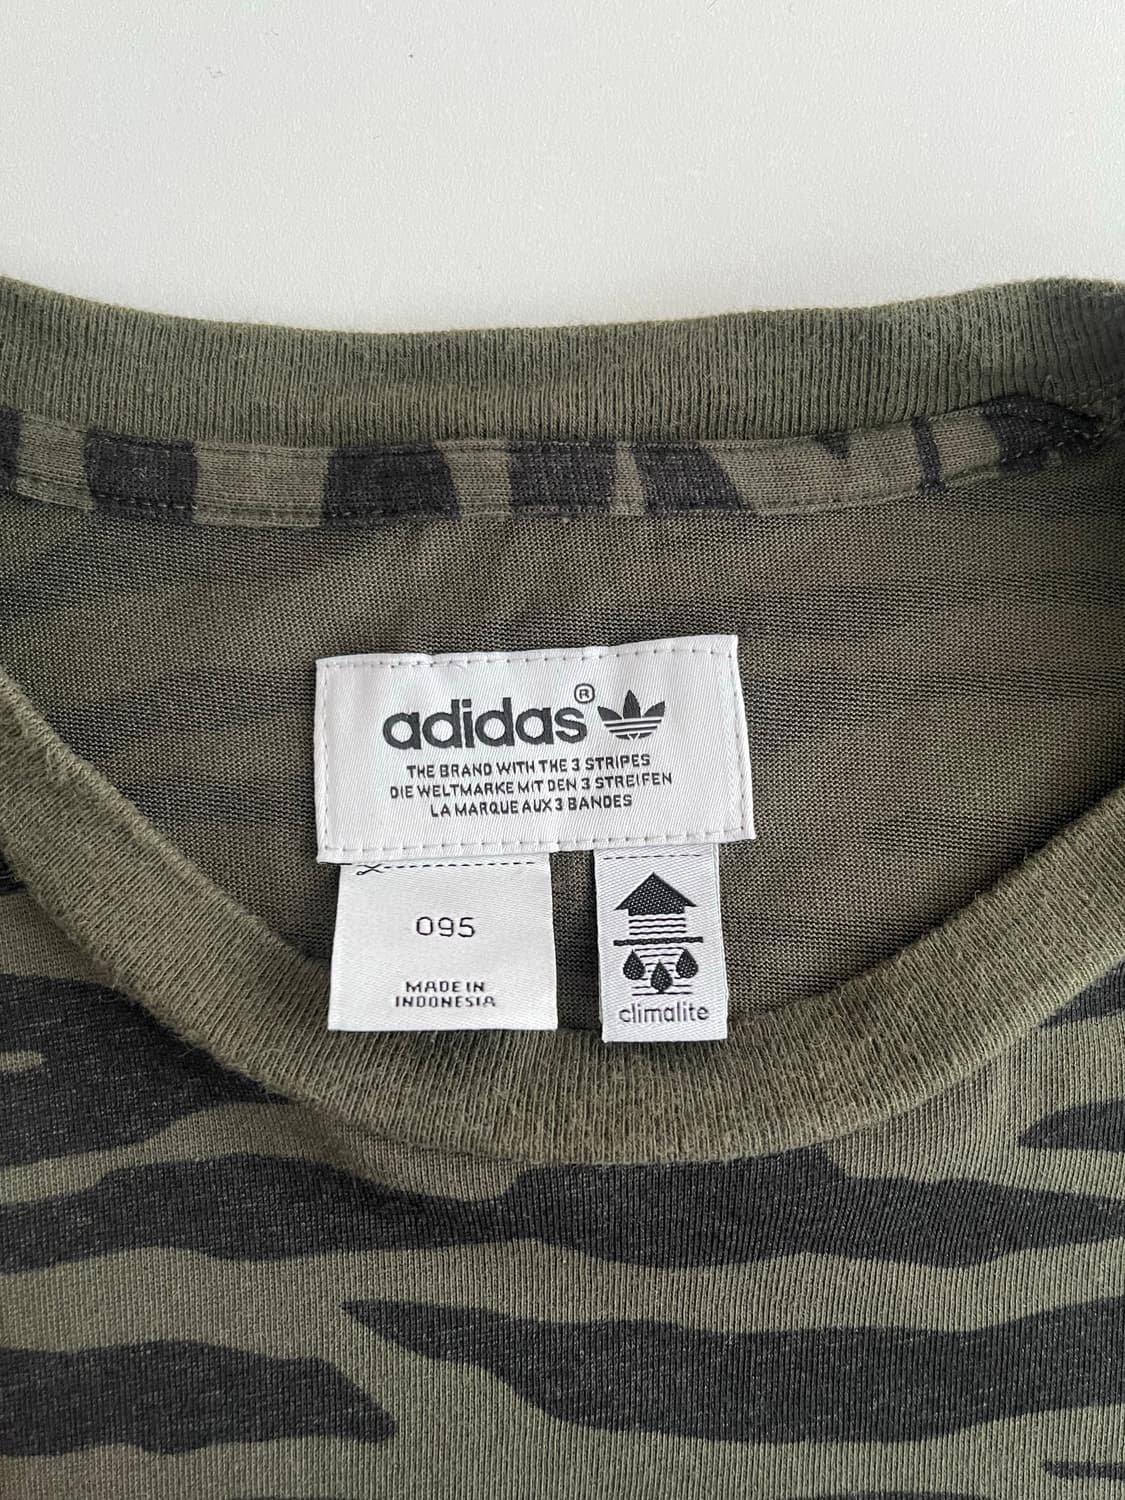 adidas®
THE BRAND WITH THE 3 STRIPES
DIE WELTMARKE MIT DEN 3 STREIFEN
LA MARQUE AUX 3 BANDES
095
MADE IN
INDONESIA
climalite